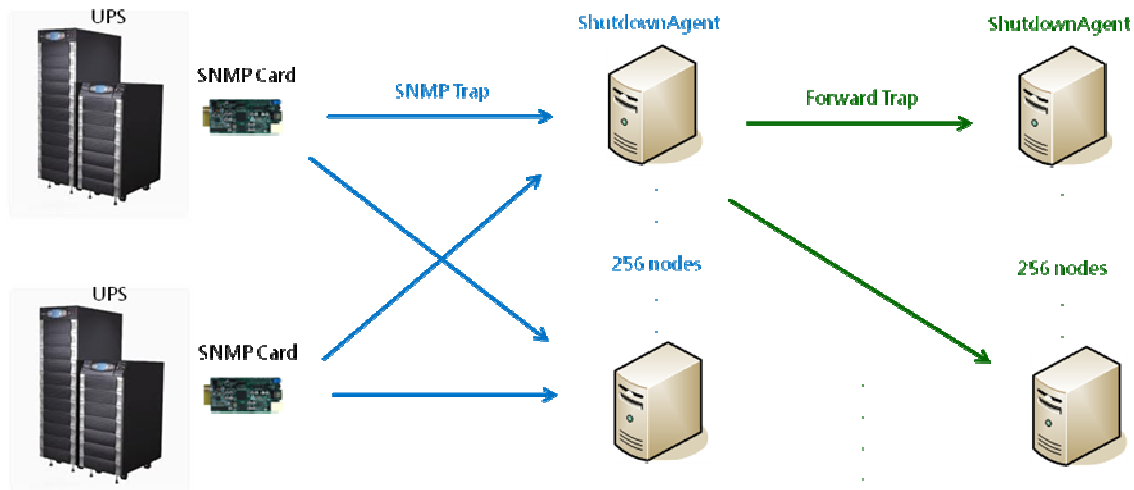 UPS
ShutdownAgent
ShutdownAgent
SNMP Card
SNMP Trap
Forward Trap
256 nodes
256 nodes
UPS
SNMP Card